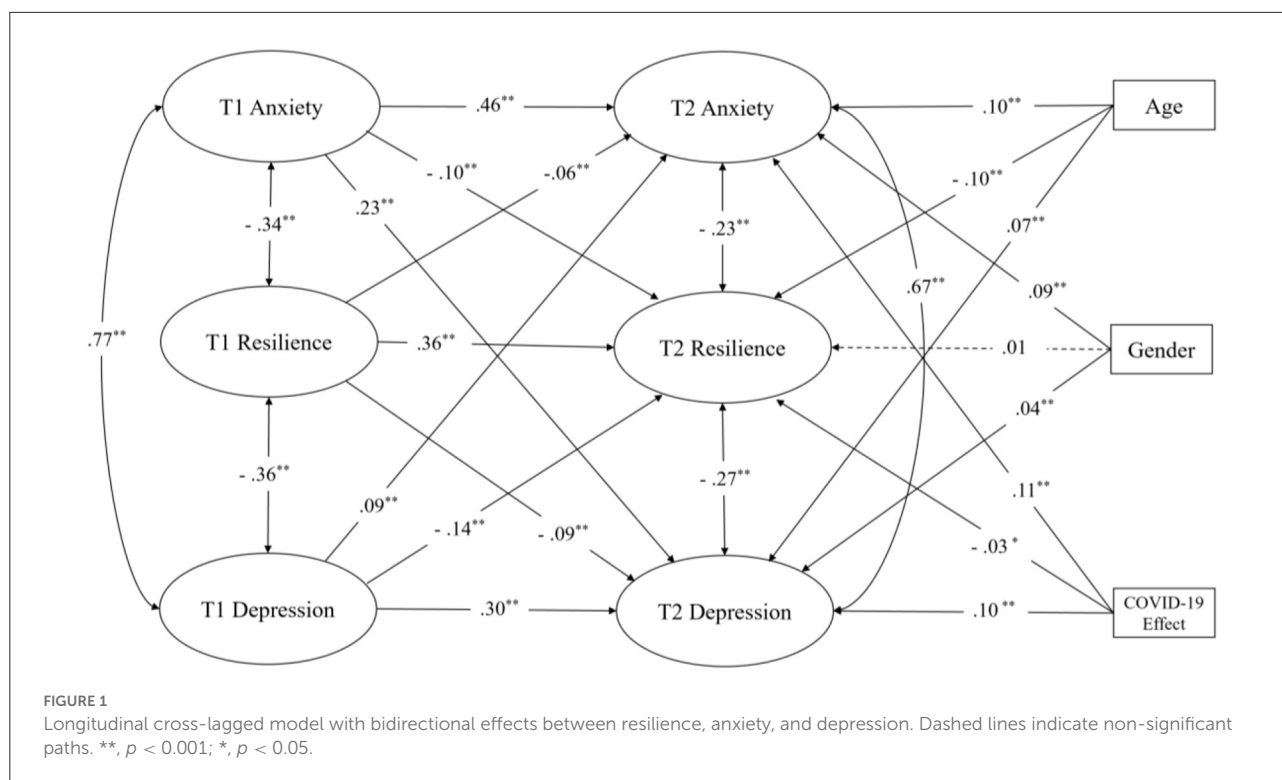 T1 Anxiety
.46**
T2 Anxiety
.10**
Age
- .10**
-.06**
- .10**
.23**
- .34**
- .23**
.07**
.67**
.09**
.77**
T1 Resilience
.36**
T2 Resilience
.01
Gender
.04**
- .36**
- .27**
.09**
.11**
- .14**
- .09**
- .03 *
T1 Depression
.30**
T2 Depression
.10 **
COVID-19
Effect
FIGURE 1
Longitudinal cross-lagged model with bidirectional effects between resilience, anxiety, and depression. Dashed lines indicate non-significant
paths. **, p < 0.001; *, p < 0.05.